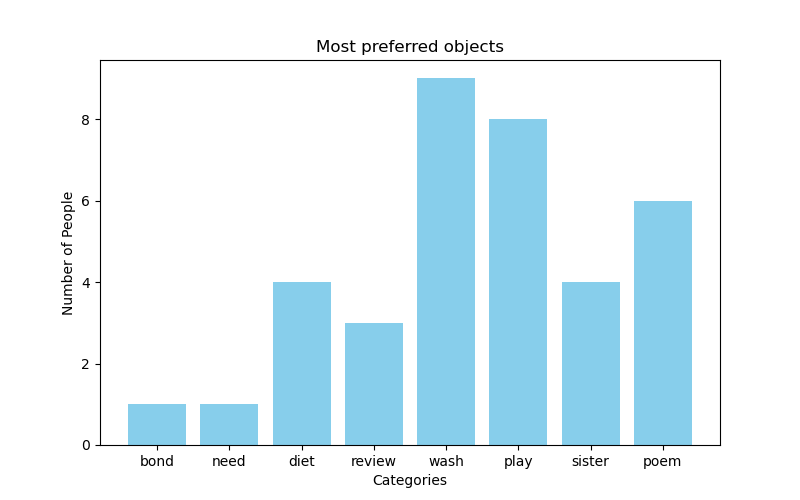 Most preferred objects
Number of People
8
6
4
2
0
bond need diet review wash play sister poem
Categories